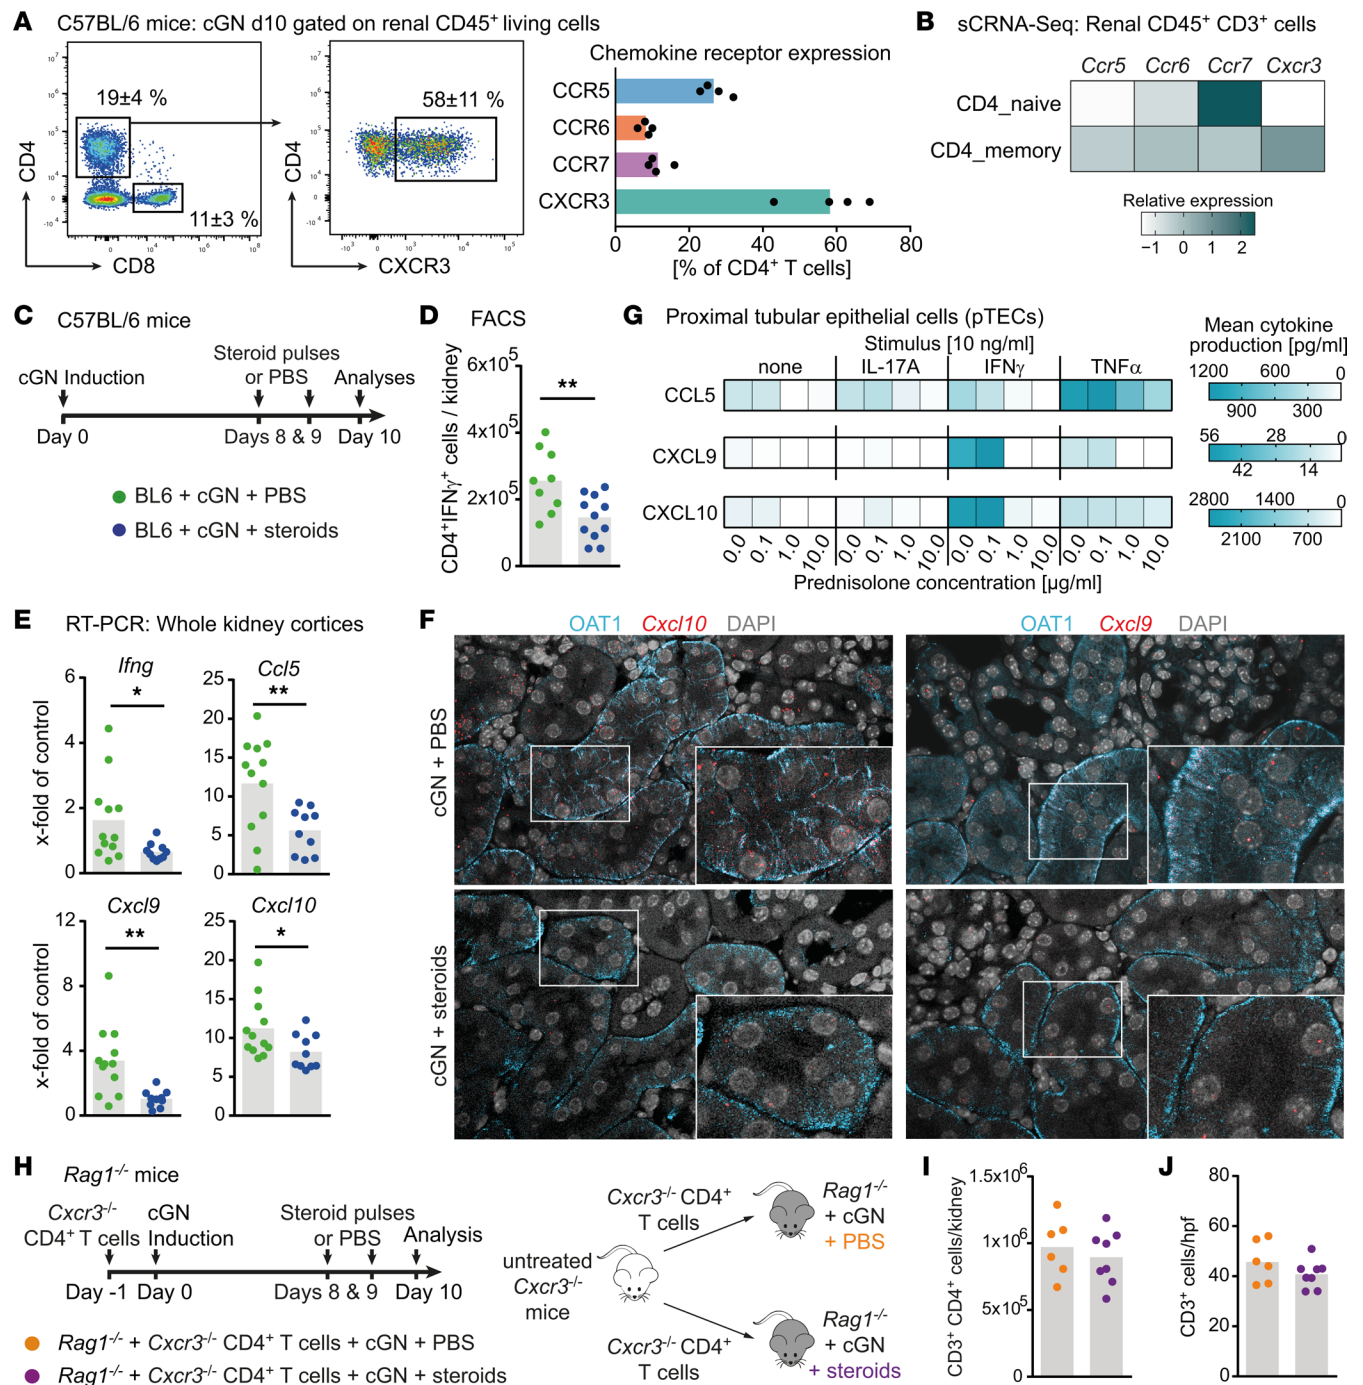 A C57BL/6 mice: cGN d10 gated on renal CD45⁺ living cells
19±4 %
11±3 %
CD4
CD8
58±11 %
CD4
CXCR3
Chemokine receptor expression
CCR5
CCR6
CCR7
CXCR3
0 20 40 60 80
[% of CD4⁺ T cells]
B sCRNA-Seq: Renal CD45⁺ CD3⁺ cells
Ccr5 Ccr6 Ccr7 Cxcr3
CD4_naive
CD4_memory
Relative expression
−1 0 1 2
C C57BL/6 mice
Steroid pulses
cGN Induction or PBS Analyses
Day 0 Days 8 & 9 Day 10
BL6 + cGN + PBS
BL6 + cGN + steroids
D FACS
CD4⁺IFNγ⁺ cells / kidney
6x10⁵
4x10⁵
2x10⁵
0
**
G Proximal tubular epithelial cells (pTECs)
Stimulus [10 ng/ml]
none IL-17A IFNγ TNFα
CCL5
CXCL9
CXCL10
0.0 0.1 1.0 10.0 0.0 0.1 1.0 10.0 0.0 0.1 1.0 10.0 0.0 0.1 1.0 10.0
Prednisolone concentration [µg/ml]
Mean cytokine
production [pg/ml]
1200 600 0
900 300
56 28 0
42 14
2800 1400 0
2100 700
E RT-PCR: Whole kidney cortices
x-fold of control
Ifng
*
6
4
2
0
Ccl5
**
25
20
15
10
5
0
x-fold of control
Cxcl9
**
12
8
4
0
Cxcl10
*
25
20
15
10
5
0
F OAT1 Cxcl10 DAPI OAT1 Cxcl9 DAPI
cGN + PBS
cGN + steroids
H Rag1⁻/⁻ mice
Cxcr3⁻/⁻ cGN Steroid pulses
CD4⁺ T cells Induction or PBS Analysis
Day -1 Day 0 Days 8 & 9 Day 10
Rag1⁻/⁻ + Cxcr3⁻/⁻ CD4⁺ T cells + cGN + PBS
Rag1⁻/⁻ + Cxcr3⁻/⁻ CD4⁺ T cells + cGN + steroids
untreated
Cxcr3⁻/⁻
mice
Cxcr3⁻/⁻ CD4⁺
T cells
Rag1⁻/⁻
+ cGN
+ PBS
Cxcr3⁻/⁻ CD4⁺
T cells
Rag1⁻/⁻
+ cGN
+ steroids
I
CD3⁺ CD4⁺ cells/kidney
1.5x10⁶
1x10⁶
5x10⁵
0
J
CD3⁺ cells/hpf
80
60
40
20
0